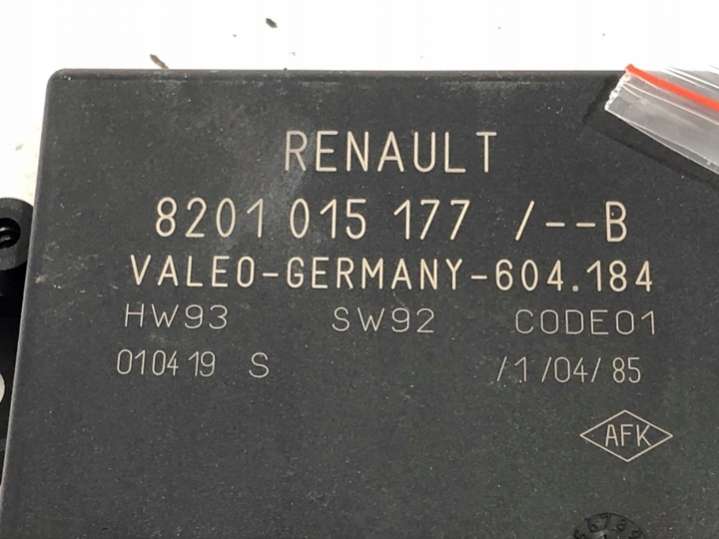 RENAULT
8201 015 177 /--B
VALEO-GERMANY-604.184
HW93 SW92 CODE01
010419 S /1/04/85
AFK